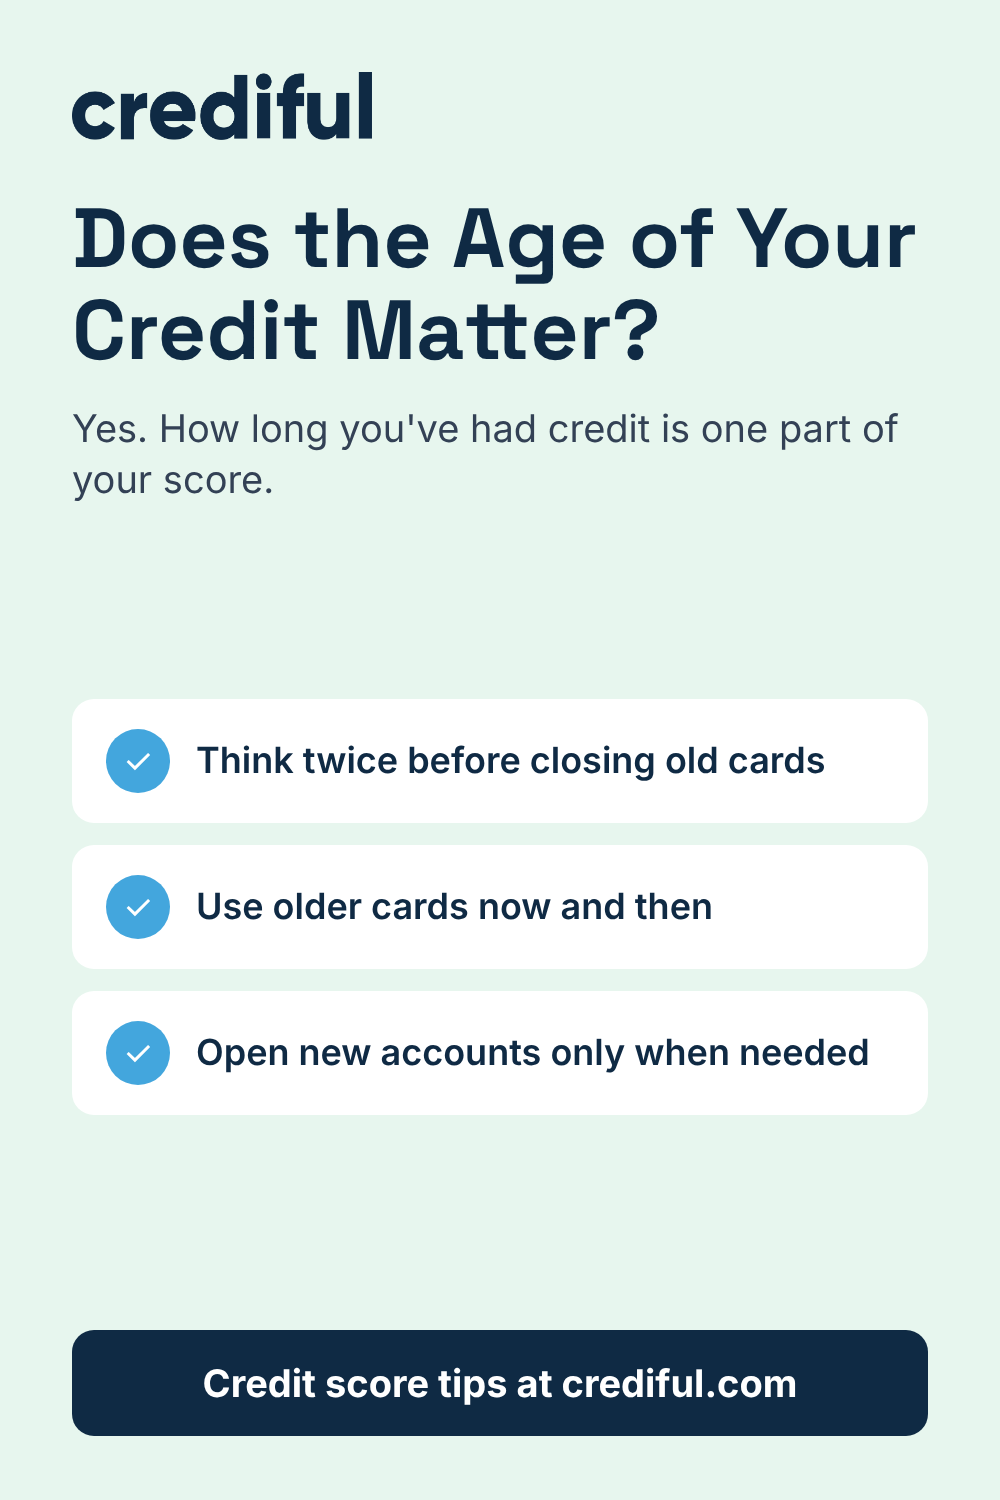 crediful
Does the Age of Your
Credit Matter?
Yes. How long you've had credit is one part of
your score.
Think twice before closing old cards
Use older cards now and then
Open new accounts only when needed
Credit score tips at crediful.com